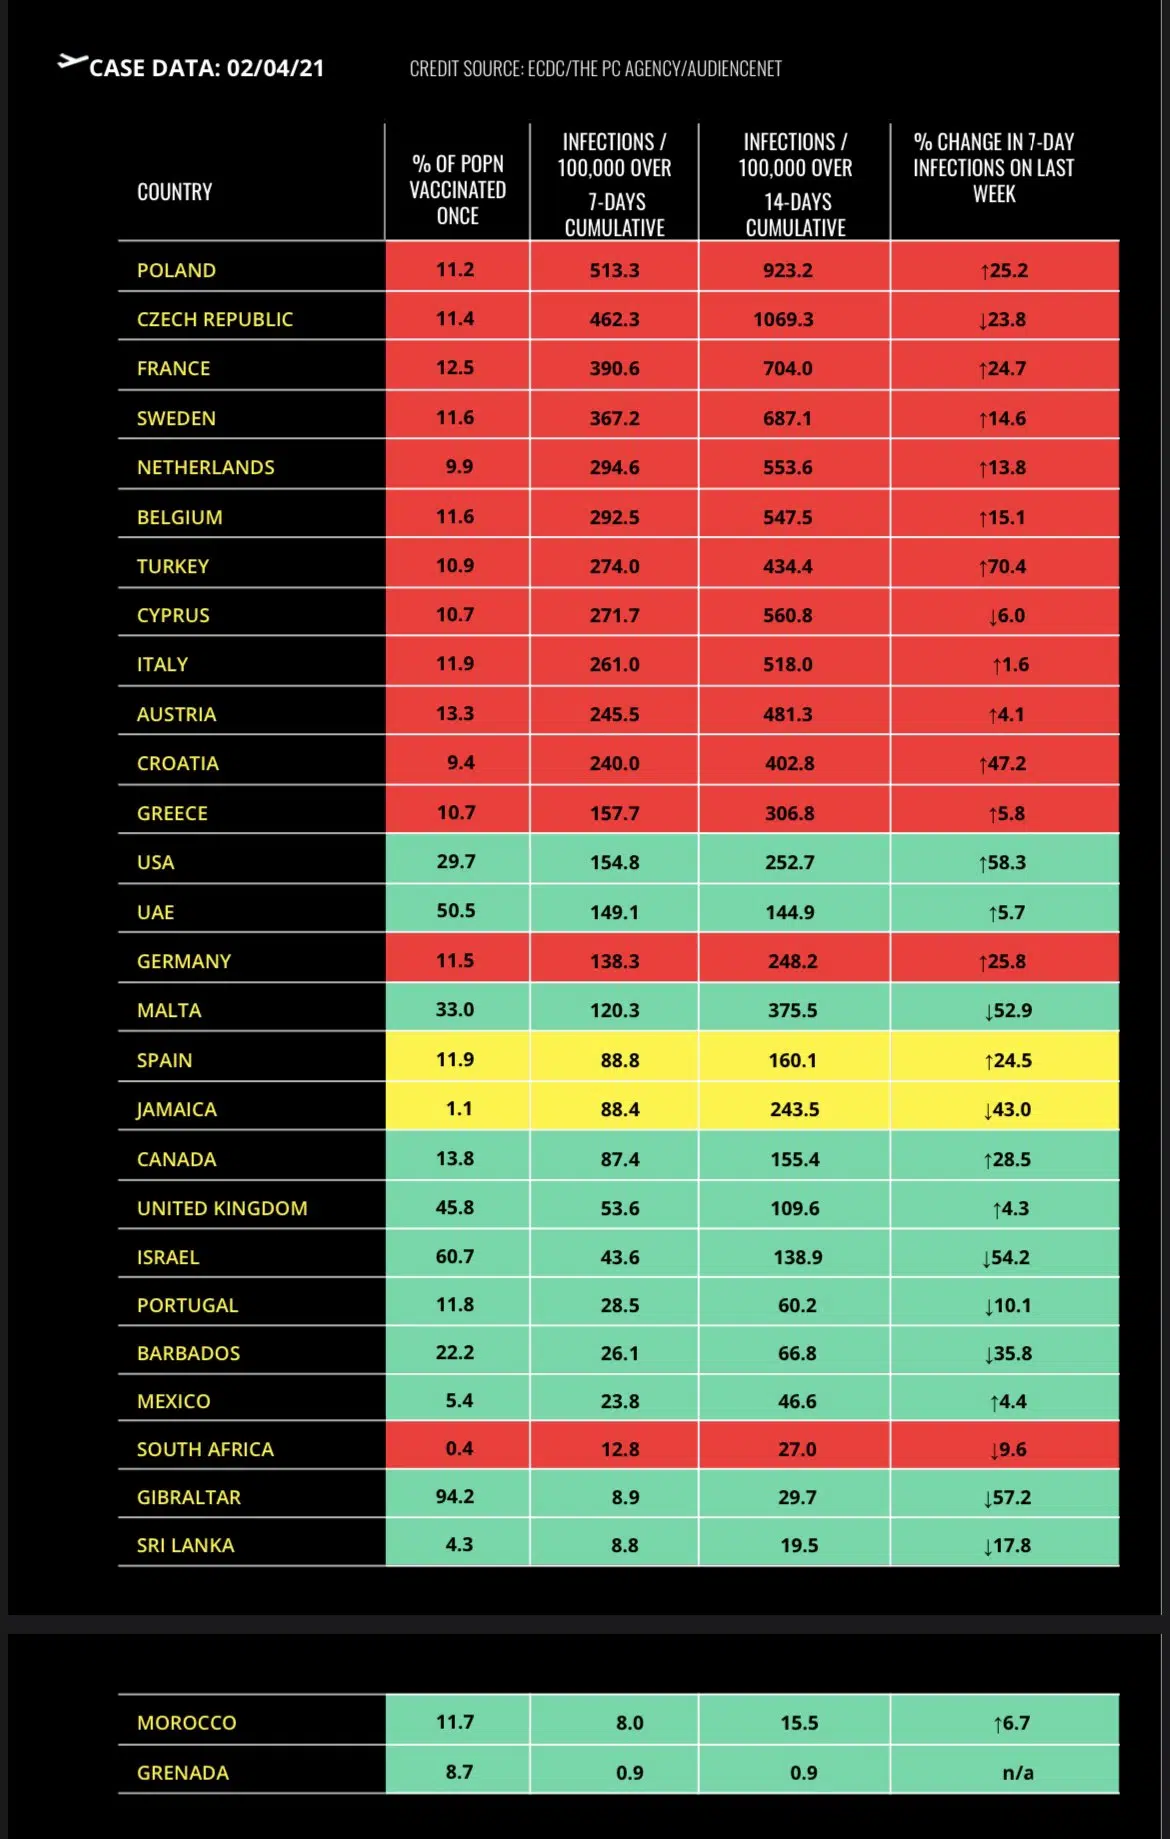 CASE DATA: 02/04/21 CREDIT SOURCE: ECDC/THE PC AGENCY/AUDIENCENET
COUNTRY
% OF POPN
VACCINATED
ONCE
INFECTIONS /
100,000 OVER
7-DAYS
CUMULATIVE
INFECTIONS /
100,000 OVER
14-DAYS
CUMULATIVE
% CHANGE IN 7-DAY
INFECTIONS ON LAST
WEEK
POLAND 11.2 513.3 923.2 ↑25.2
CZECH REPUBLIC 11.4 462.3 1069.3 ↓23.8
FRANCE 12.5 390.6 704.0 ↑24.7
SWEDEN 11.6 367.2 687.1 ↑14.6
NETHERLANDS 9.9 294.6 553.6 ↑13.8
BELGIUM 11.6 292.5 547.5 ↑15.1
TURKEY 10.9 274.0 434.4 ↑70.4
CYPRUS 10.7 271.7 560.8 ↓6.0
ITALY 11.9 261.0 518.0 ↑1.6
AUSTRIA 13.3 245.5 481.3 ↑4.1
CROATIA 9.4 240.0 402.8 ↑47.2
GREECE 10.7 157.7 306.8 ↑5.8
USA 29.7 154.8 252.7 ↑58.3
UAE 50.5 149.1 144.9 ↑5.7
GERMANY 11.5 138.3 248.2 ↑25.8
MALTA 33.0 120.3 375.5 ↓52.9
SPAIN 11.9 88.8 160.1 ↑24.5
JAMAICA 1.1 88.4 243.5 ↓43.0
CANADA 13.8 87.4 155.4 ↑28.5
UNITED KINGDOM 45.8 53.6 109.6 ↑4.3
ISRAEL 60.7 43.6 138.9 ↓54.2
PORTUGAL 11.8 28.5 60.2 ↓10.1
BARBADOS 22.2 26.1 66.8 ↓35.8
MEXICO 5.4 23.8 46.6 ↑4.4
SOUTH AFRICA 0.4 12.8 27.0 ↓9.6
GIBRALTAR 94.2 8.9 29.7 ↓57.2
SRI LANKA 4.3 8.8 19.5 ↓17.8
MOROCCO 11.7 8.0 15.5 ↑6.7
GRENADA 8.7 0.9 0.9 n/a